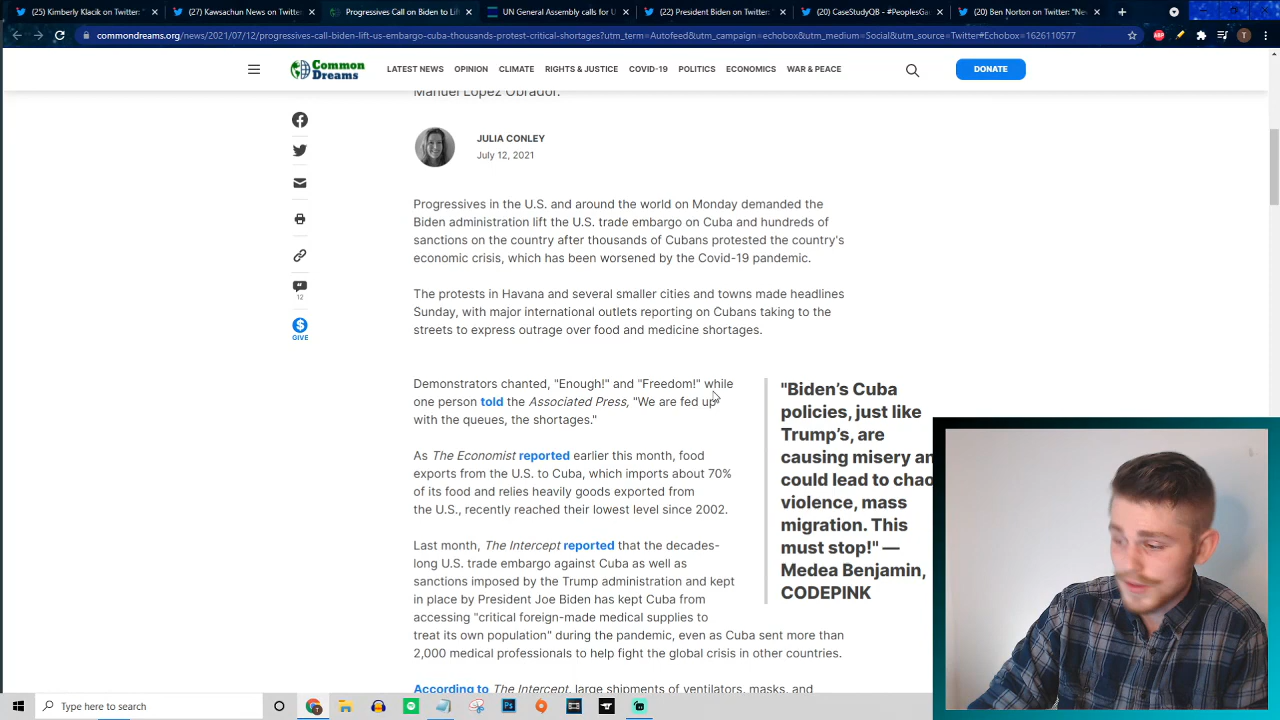 (25) Kimberly Klacik on Twitter: "
(27) Kawsachun News on Twitter
Progressives Call on Biden to Lif
UN General Assembly calls for U
(22) President Biden on Twitter:
(20) CaseStudyQB - #PeoplesGa
(20) Ben Norton on Twitter: "Ne
commondreams.org/news/2021/07/12/progressives-call-biden-lift-us-embargo-cuba-thousands-protest-critical-shortages?utm_term=Autofeed&utm_campaign=echobox&utm_medium=Social&utm_source=Twitter#Echobox=1626110577
ABP
T
Common
Dreams
LATEST NEWS OPINION CLIMATE RIGHTS & JUSTICE COVID-19 POLITICS ECONOMICS WAR & PEACE
DONATE
Manuel López Obrador.
JULIA CONLEY
July 12, 2021
12
GIVE
Progressives in the U.S. and around the world on Monday demanded the
Biden administration lift the U.S. trade embargo on Cuba and hundreds of
sanctions on the country after thousands of Cubans protested the country's
economic crisis, which has been worsened by the Covid-19 pandemic.
The protests in Havana and several smaller cities and towns made headlines
Sunday, with major international outlets reporting on Cubans taking to the
streets to express outrage over food and medicine shortages.
Demonstrators chanted, "Enough!" and "Freedom!" while
one person told the Associated Press, "We are fed up
with the queues, the shortages."
As The Economist reported earlier this month, food
exports from the U.S. to Cuba, which imports about 70%
of its food and relies heavily goods exported from
the U.S., recently reached their lowest level since 2002.
Last month, The Intercept reported that the decades-
long U.S. trade embargo against Cuba as well as
sanctions imposed by the Trump administration and kept
in place by President Joe Biden has kept Cuba from
accessing "critical foreign-made medical supplies to
treat its own population" during the pandemic, even as Cuba sent more than
2,000 medical professionals to help fight the global crisis in other countries.
According to The Intercept, large shipments of ventilators, masks, and
"Biden's Cuba
policies, just like
Trump's, are
causing misery an
could lead to chao
violence, mass
migration. This
must stop!" —
Medea Benjamin,
CODEPINK
Type here to search